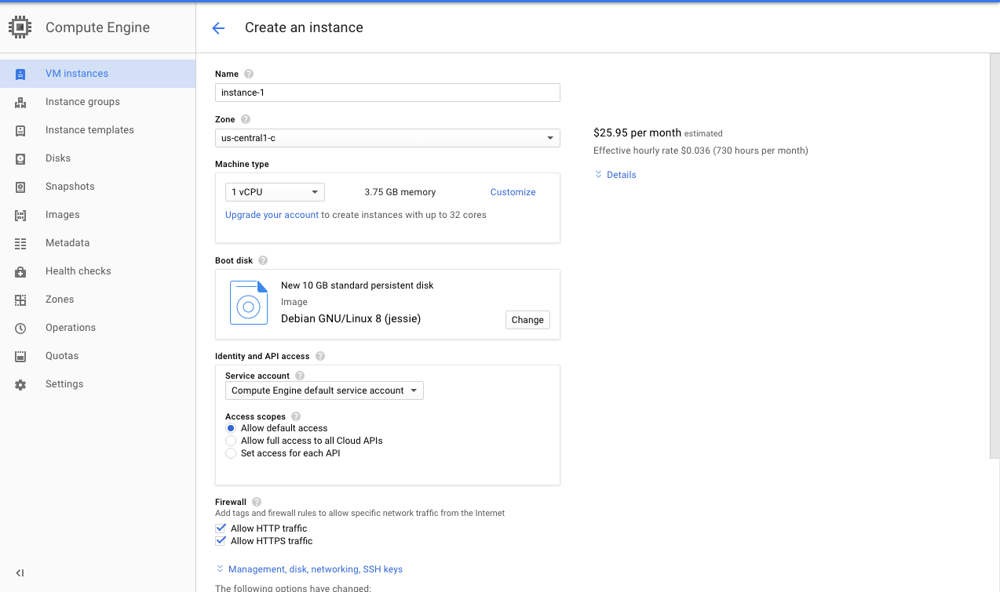 Compute Engine
Create an instance
VM instances
Instance groups
Instance templates
Disks
Snapshots
Images
Metadata
Health checks
Zones
Operations
Quotas
Settings
Name
instance-1
Zone
us-central1-c
Machine type
1 vCPU 3.75 GB memory Customize
Upgrade your account to create instances with up to 32 cores
Boot disk
New 10 GB standard persistent disk
Image
Debian GNU/Linux 8 (jessie)
Change
Identity and API access
Service account
Compute Engine default service account
Access scopes
Allow default access
Allow full access to all Cloud APIs
Set access for each API
Firewall
Add tags and firewall rules to allow specific network traffic from the Internet
Allow HTTP traffic
Allow HTTPS traffic
Management, disk, networking, SSH keys
The following options have changed:
$25.95 per month estimated
Effective hourly rate $0.036 (730 hours per month)
Details